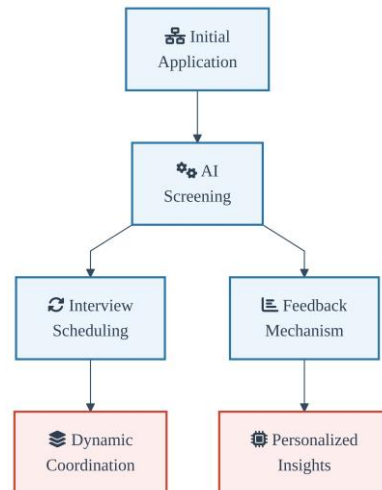 Initial
Application
AI
Screening
Interview
Scheduling
Feedback
Mechanism
Dynamic
Coordination
Personalized
Insights